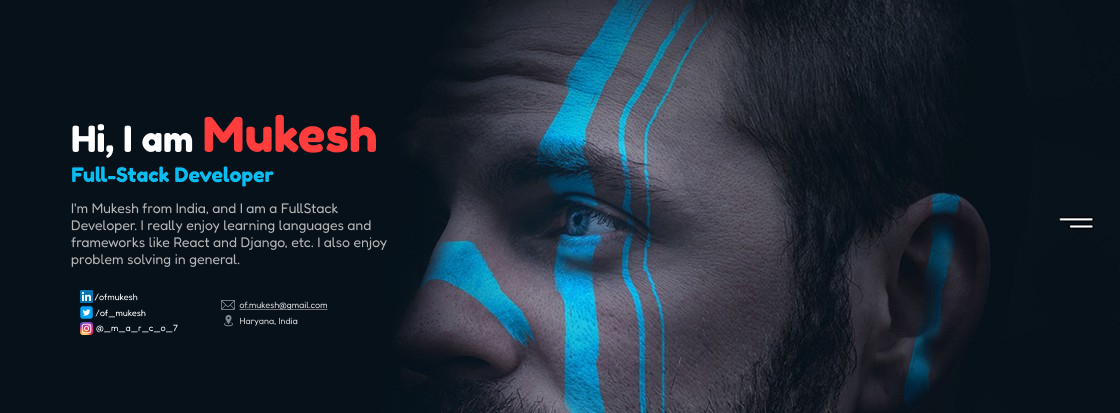 Hi, I am Mukesh
Full-Stack Developer
I'm Mukesh from India, and I am a FullStack
Developer. I really enjoy learning languages and
frameworks like React and Django, etc. I also enjoy
problem solving in general.
in /ofmukesh
/of_mukesh
@_m_a_r_c_o_7
of.mukesh@gmail.com
Haryana, India